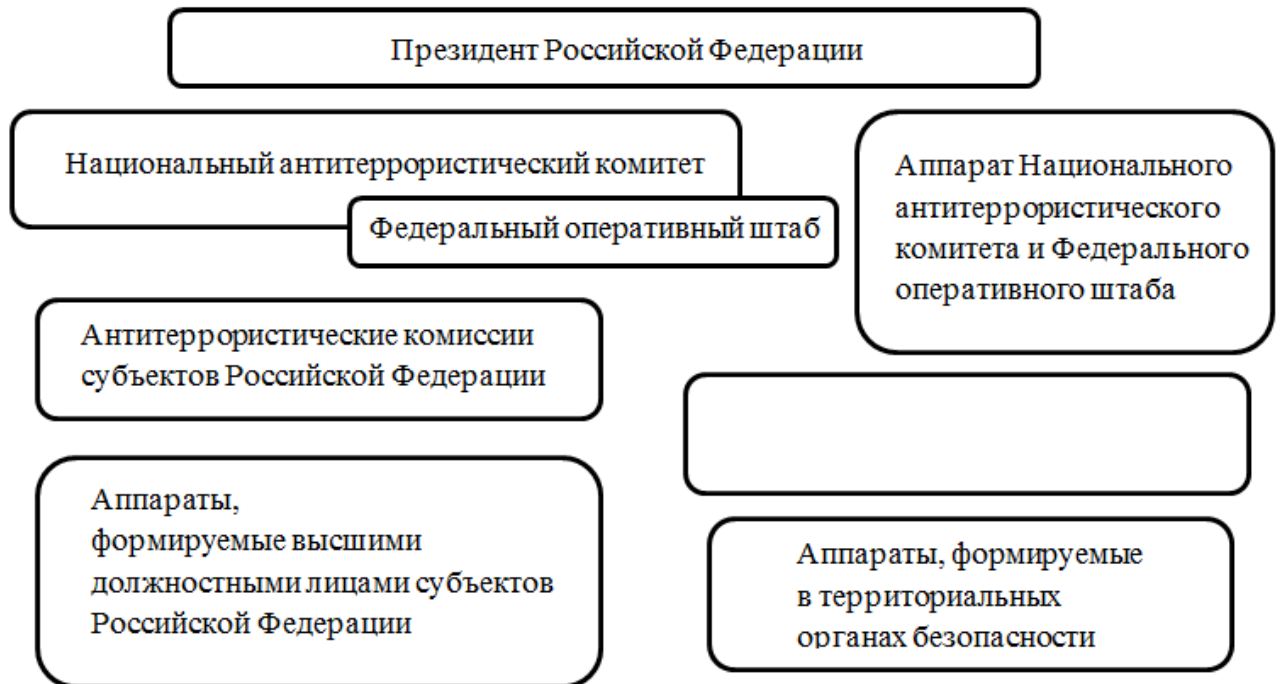 Президент Российской Федерации
Национальный антитеррористический комитет
Федеральный оперативный штаб
Аппарат Национального
антитеррористического
комитета и Федерального
оперативного штаба
Антитеррористические комиссии
субъектов Российской Федерации
Аппараты,
формируемые высшими
должностными лицами субъектов
Российской Федерации
Аппараты, формируемые
в территориальных
органах безопасности